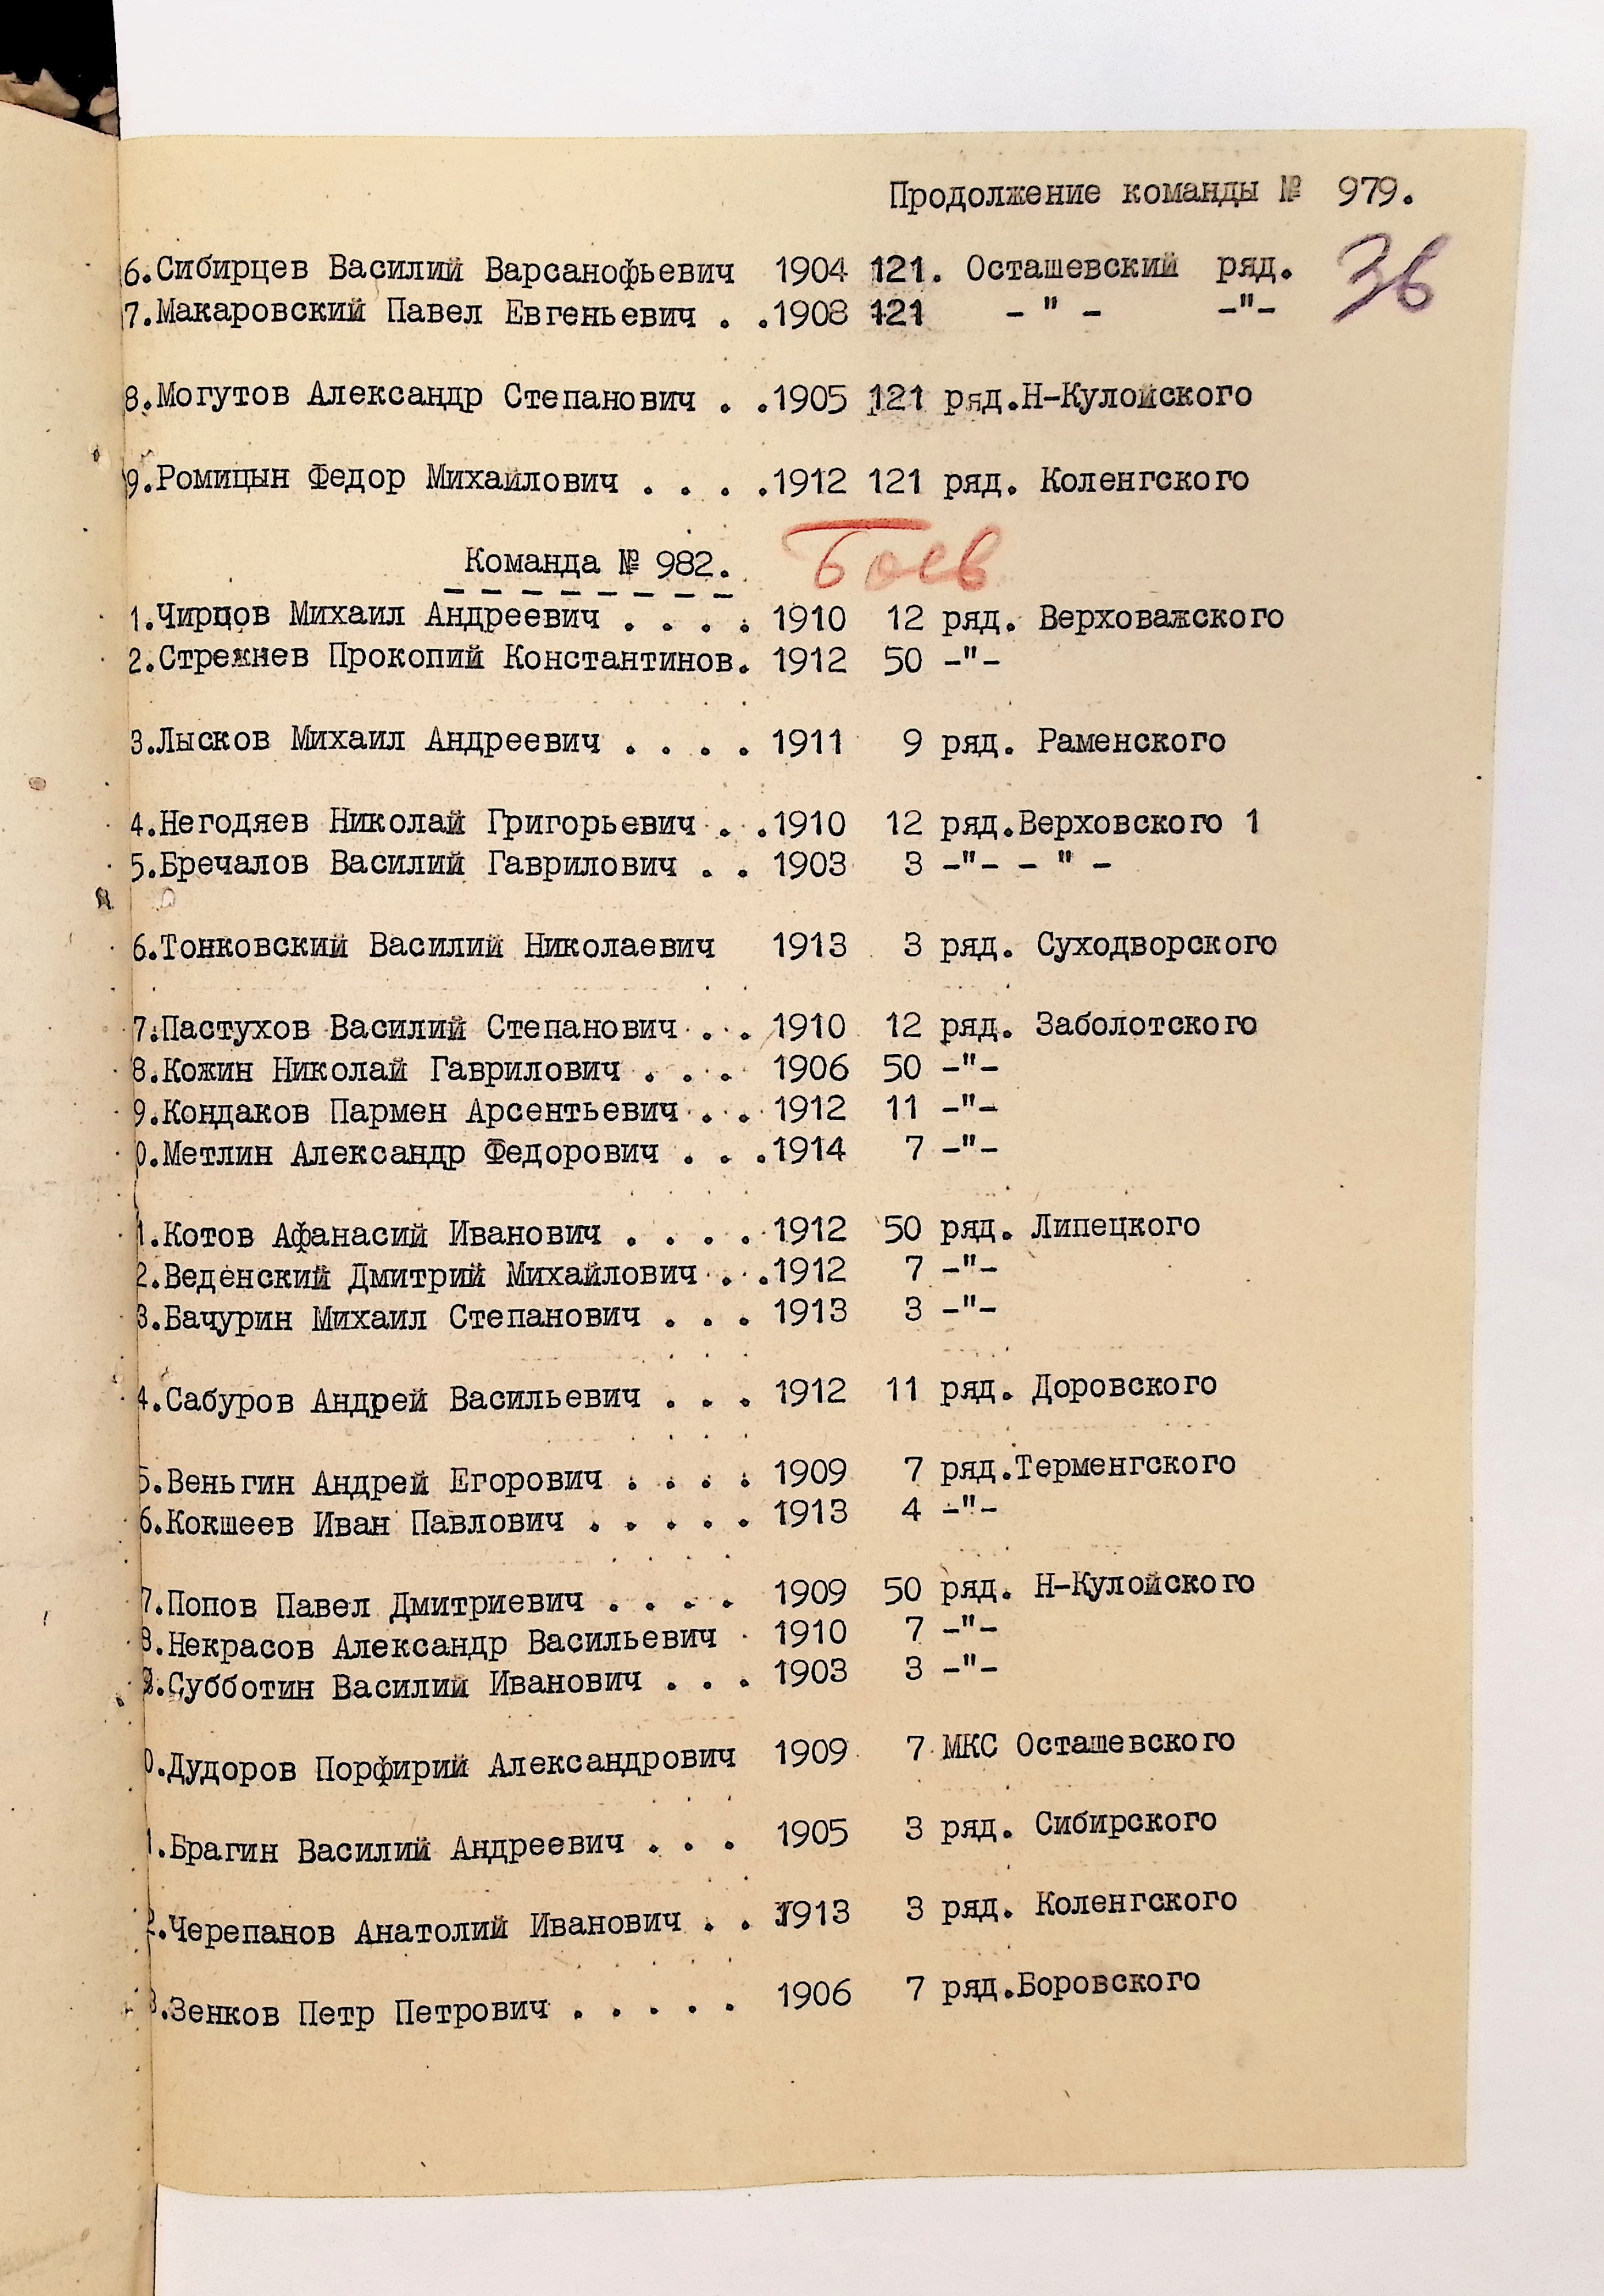 Продолжение команды № 979.
36
6.Сибирцев Василий Варсанофьевич 1904 121. Осташевский ряд.
7.Макаровский Павел Евгеньевич . .1908 121 - " - -"-
8.Могутов Александр Степанович . .1905 121 ряд.Н-Кулойского
9.Ромицын Федор Михайлович . . . .1912 121 ряд. Коленгского
Команда № 982. Боев
1.Чирцов Михаил Андреевич . . . . 1910 12 ряд. Верховажского
2.Стрежнев Прокопий Константинов. 1912 50 -"-
3.Лысков Михаил Андреевич . . . . 1911 9 ряд. Раменского
4.Негодяев Николай Григорьевич . .1910 12 ряд.Верховского 1
5.Бречалов Василий Гаврилович . . 1903 3 -"- - " -
6.Тонковский Василий Николаевич 1913 3 ряд. Суходворского
7.Пастухов Василий Степанович . . 1910 12 ряд. Заболотского
8.Кожин Николай Гаврилович . . . 1906 50 -"-
9.Кондаков Пармен Арсентьевич . . 1912 11 -"-
0.Метлин Александр Федорович . . .1914 7 -"-
1.Котов Афанасий Иванович . . . . 1912 50 ряд. Липецкого
2.Веденский Дмитрий Михайлович . .1912 7 -"-
3.Бачурин Михаил Степанович . . . 1913 3 -"-
4.Сабуров Андрей Васильевич . . . 1912 11 ряд. Доровского
5.Веньгин Андрей Егорович . . . . 1909 7 ряд.Терменгского
6.Кокшеев Иван Павлович . . . . . 1913 4 -"-
7.Попов Павел Дмитриевич . . . . 1909 50 ряд. Н-Кулойского
8.Некрасов Александр Васильевич 1910 7 -"-
9.Субботин Василий Иванович . . . 1903 3 -"-
0.Дудоров Порфирий Александрович 1909 7 МКС Осташевского
1.Брагин Василий Андреевич . . . 1905 3 ряд. Сибирского
2.Черепанов Анатолий Иванович . . 1913 3 ряд. Коленгского
3.Зенков Петр Петрович . . . . . 1906 7 ряд.Боровского